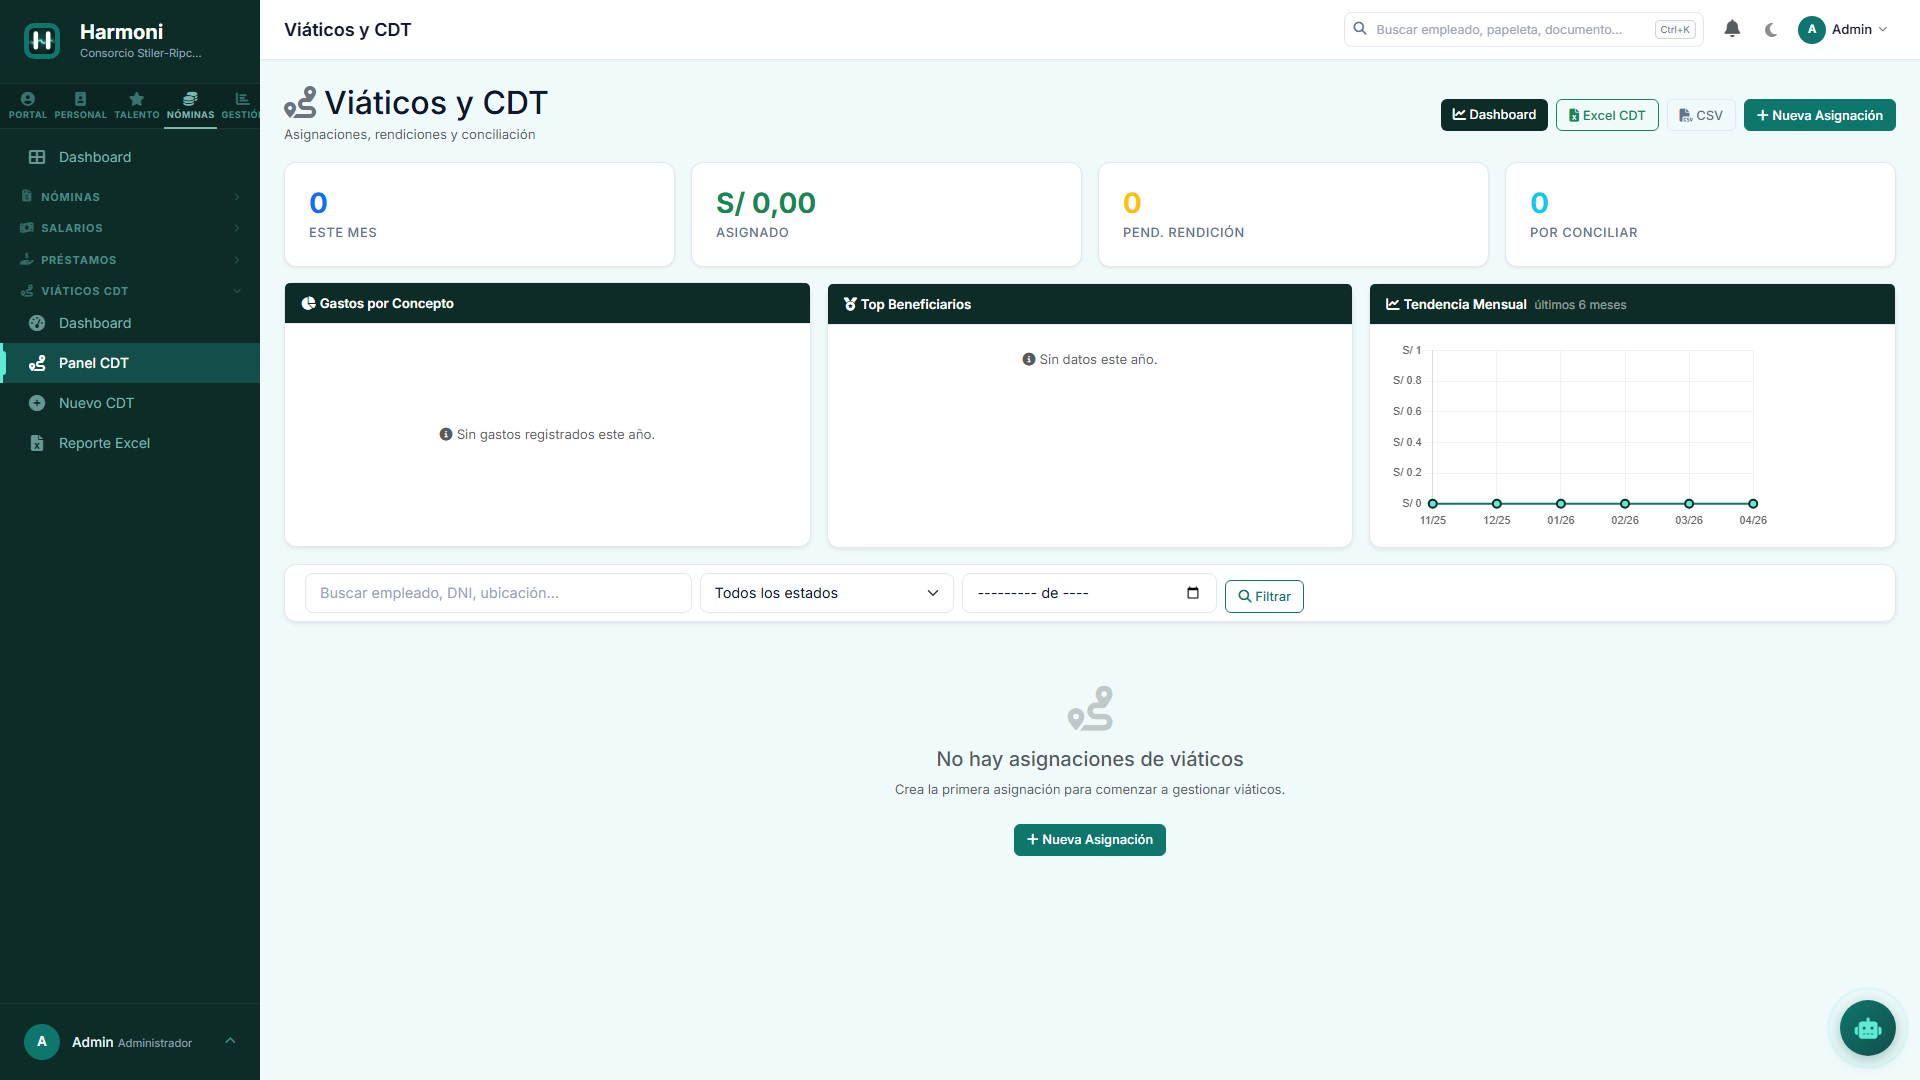 Harmoni
Consorcio Stiler-Ripc...
PORTAL PERSONAL TALENTO NÓMINAS GESTIÓ
Dashboard
NÓMINAS
SALARIOS
PRÉSTAMOS
VIÁTICOS CDT
Dashboard
Panel CDT
Nuevo CDT
Reporte Excel
A Admin Administrador
Viáticos y CDT
Buscar empleado, papeleta, documento... Ctrl+K
A Admin
Viáticos y CDT
Asignaciones, rendiciones y conciliación
Dashboard
Excel CDT
CSV
+ Nueva Asignación
0
ESTE MES
S/ 0,00
ASIGNADO
0
PEND. RENDICIÓN
0
POR CONCILIAR
Gastos por Concepto
Sin gastos registrados este año.
Top Beneficiarios
Sin datos este año.
Tendencia Mensual últimos 6 meses
S/ 1
S/ 0.8
S/ 0.6
S/ 0.4
S/ 0.2
S/ 0
11/25 12/25 01/26 02/26 03/26 04/26
Buscar empleado, DNI, ubicación...
Todos los estados
--------- de ----
Filtrar
No hay asignaciones de viáticos
Crea la primera asignación para comenzar a gestionar viáticos.
+ Nueva Asignación